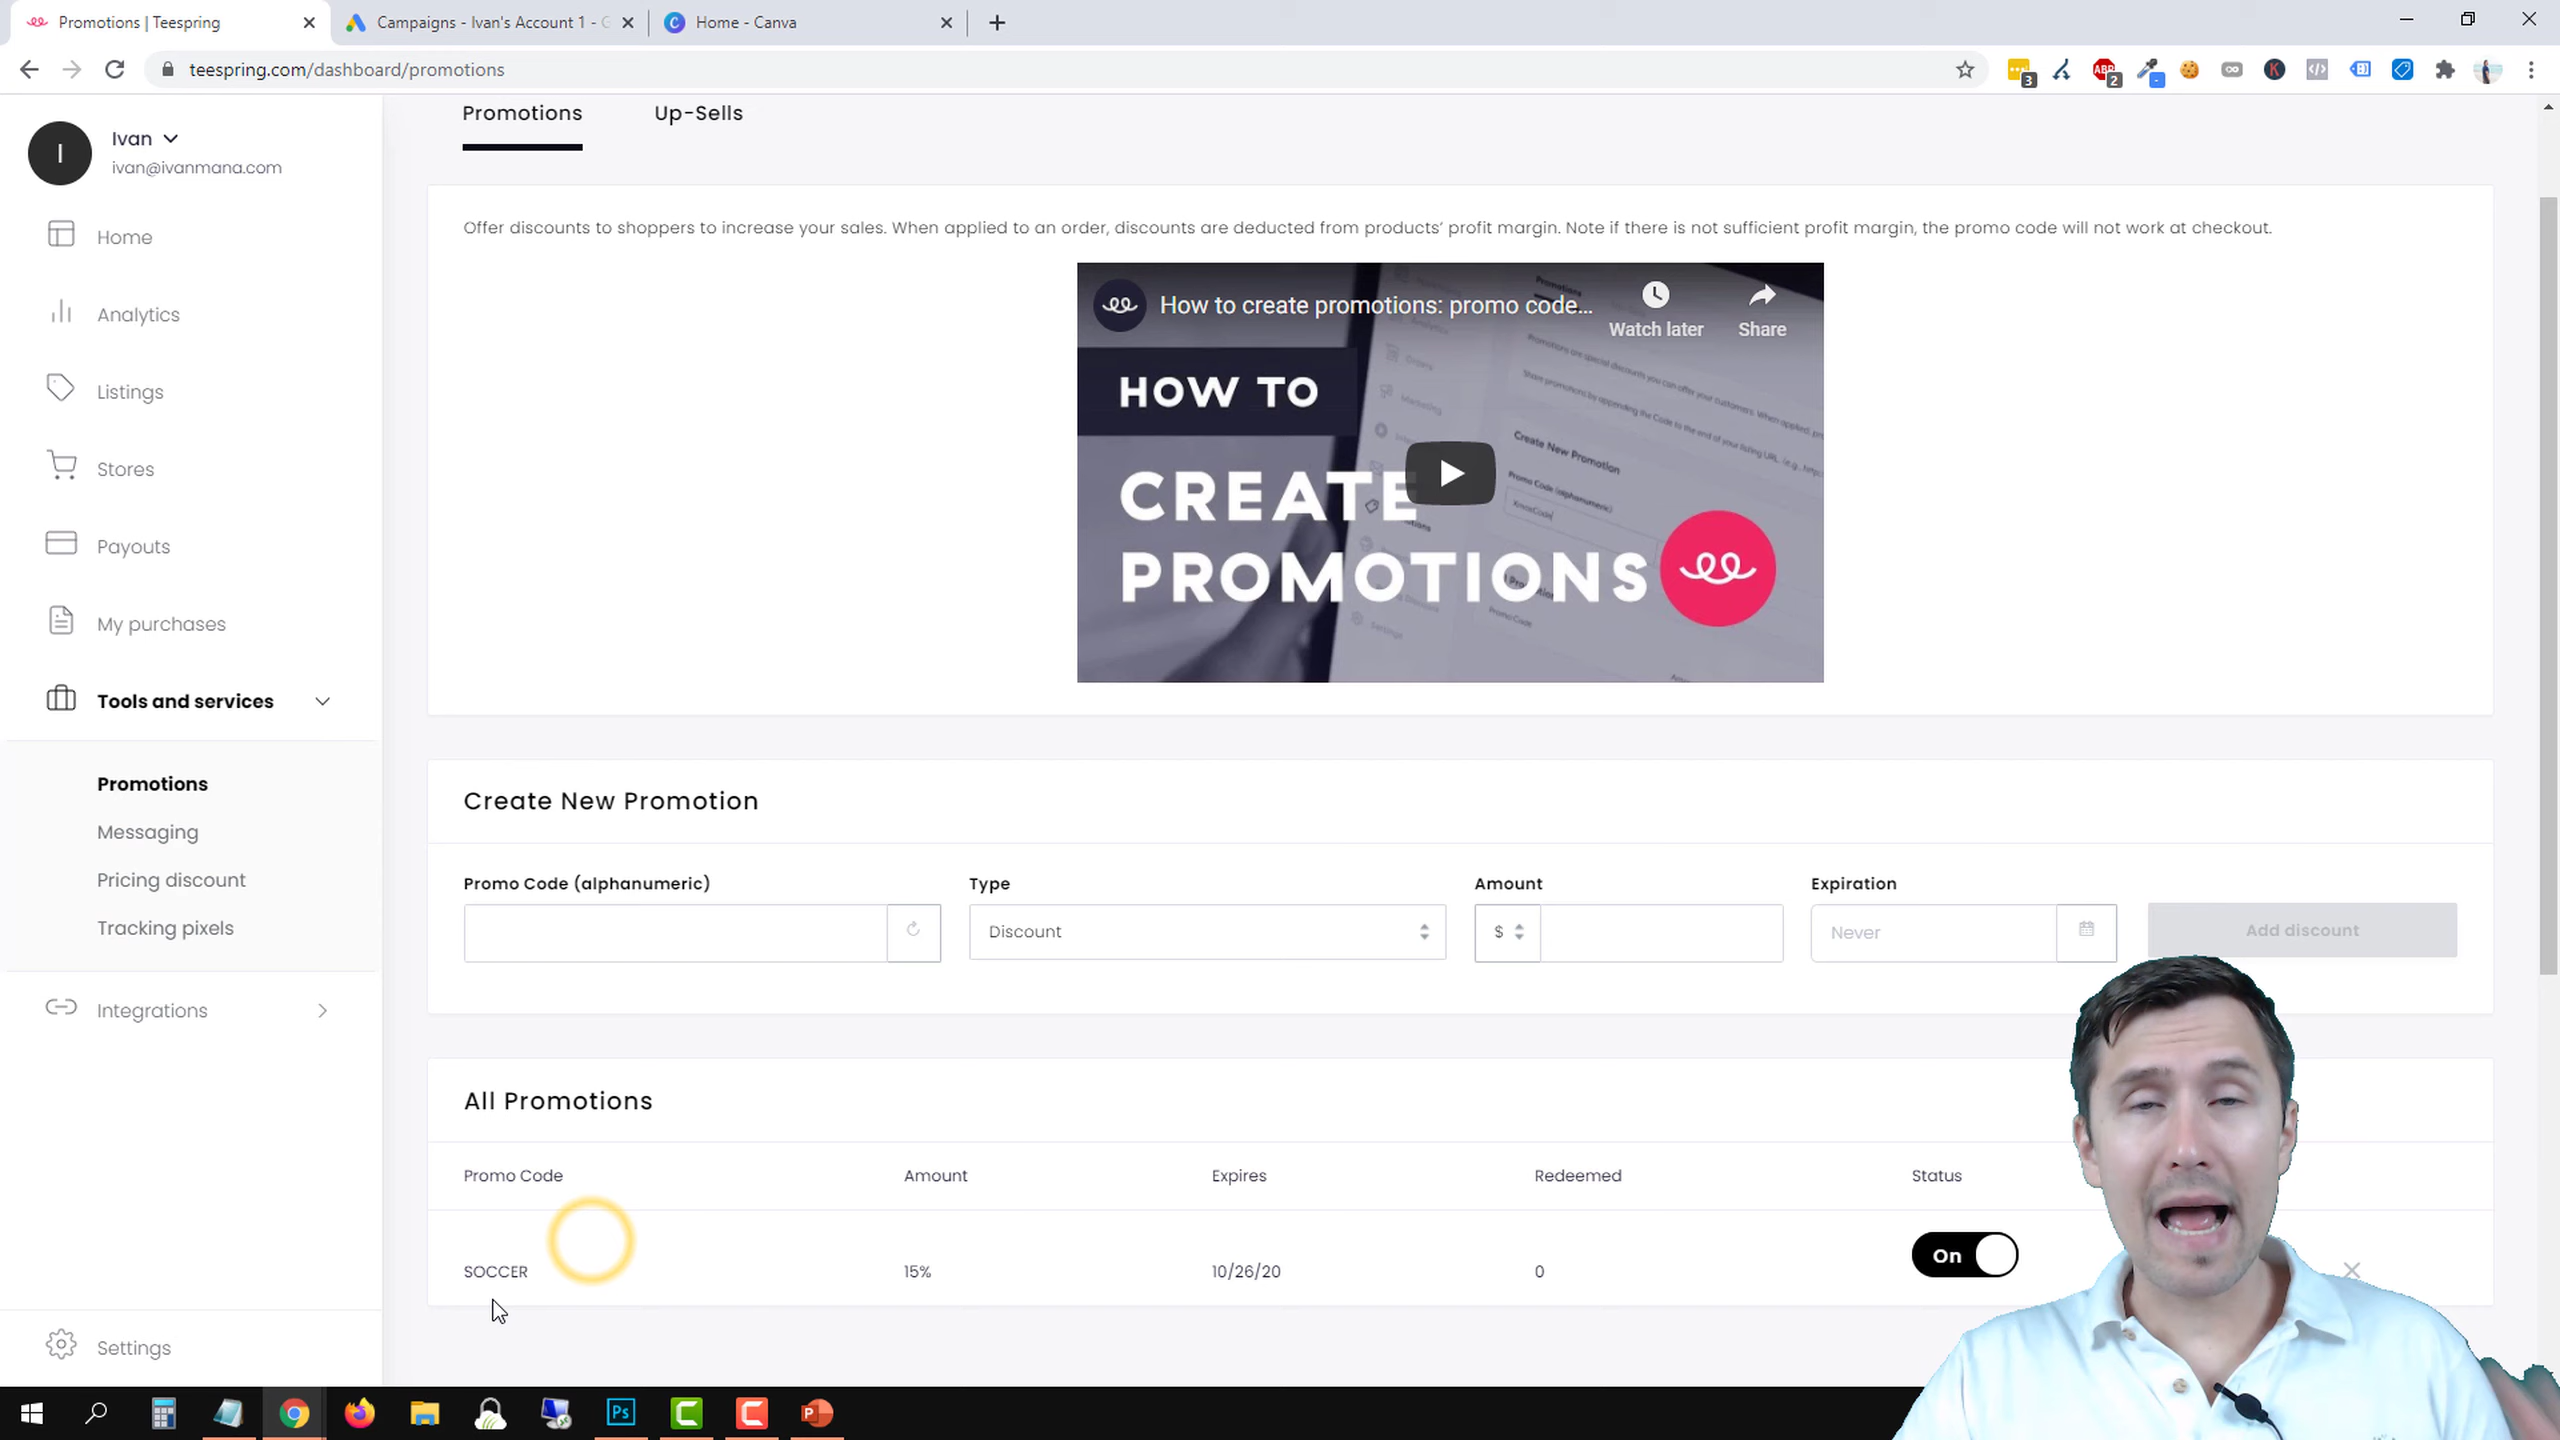 Promotions | Teespring
Campaigns - Ivan's Account 1 - G
Home - Canva
teespring.com/dashboard/promotions
3
ABP
2
K
I
Ivan
ivan@ivanmana.com
Home
Analytics
Listings
Stores
Payouts
My purchases
Tools and services
Promotions
Messaging
Pricing discount
Tracking pixels
Integrations
Settings
Promotions Up-Sells
Offer discounts to shoppers to increase your sales. When applied to an order, discounts are deducted from products' profit margin. Note if there is not sufficient profit margin, the promo code will not work at checkout.
How to create promotions: promo code...
Watch later
Share
HOW TO
CREATE
PROMOTIONS
Create New Promotion
Promo Code (alphanumeric) Type Amount Expiration
Discount $ Never Add discount
All Promotions
Promo Code Amount Expires Redeemed Status
SOCCER 15% 10/26/20 0 On
Ps